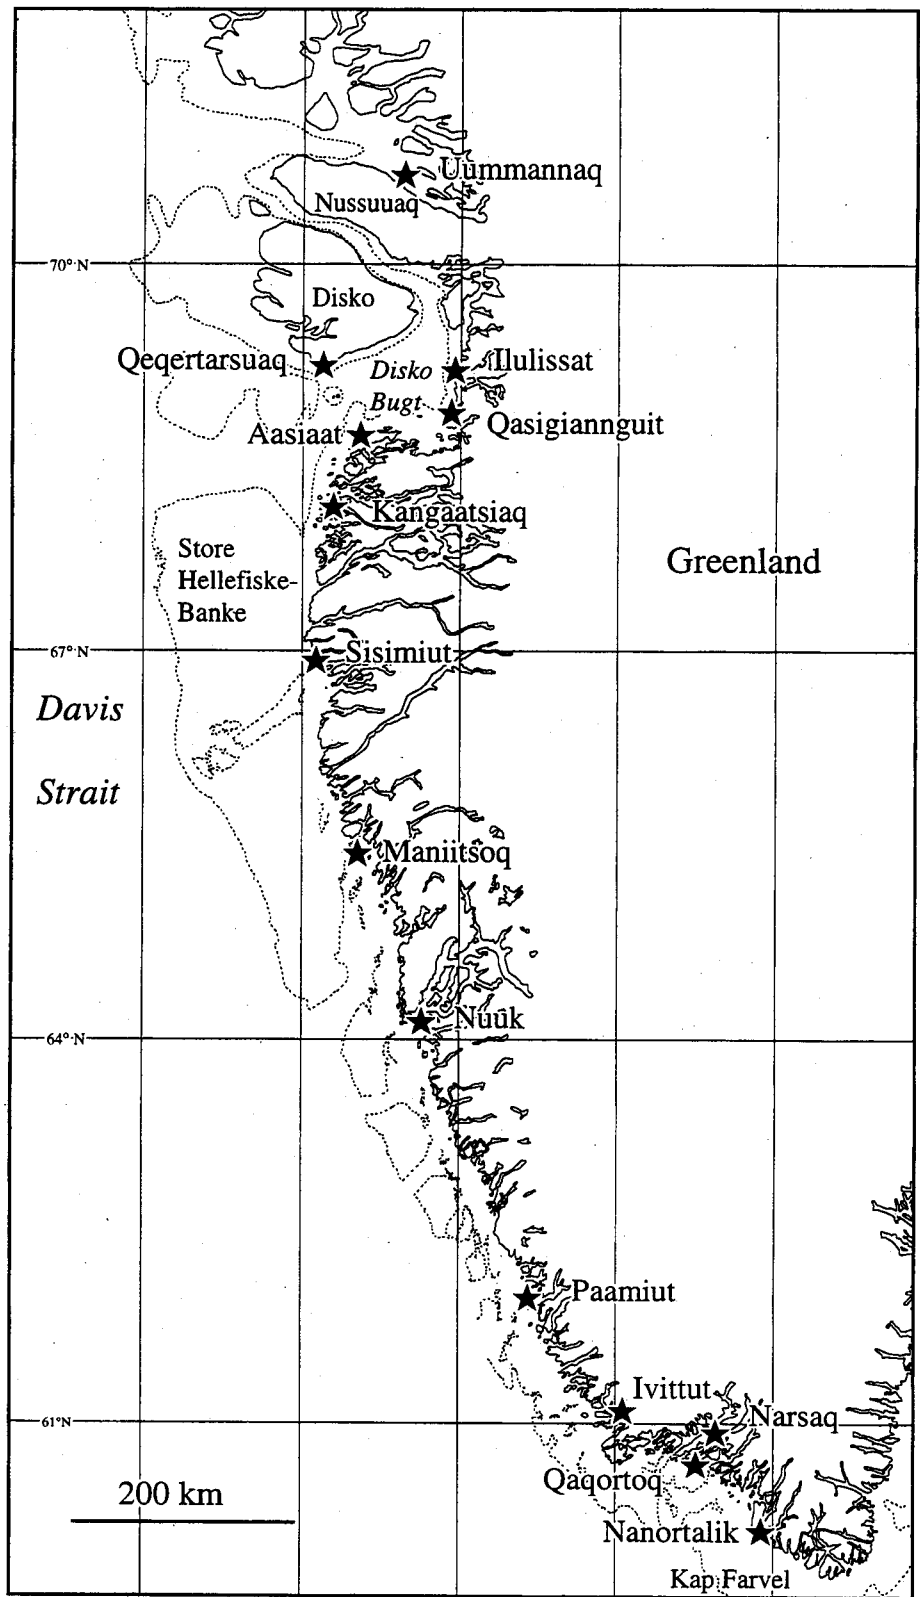 Uummannaq
Nussuuaq
70° N
Disko
Qeqertarsuaq
Disko
Bugt
Ilulissat
Qasigiannguit
Aasiaat
Kangaatsiaq
Store
Hellefiske-
Banke
Greenland
67° N
Sisimiut
Davis
Strait
Maniitsoq
Nuuk
64° N
Paamiut
Ivittut
61° N
Narsaq
Qaqortoq
200 km
Nanortalik
Kap Farvel